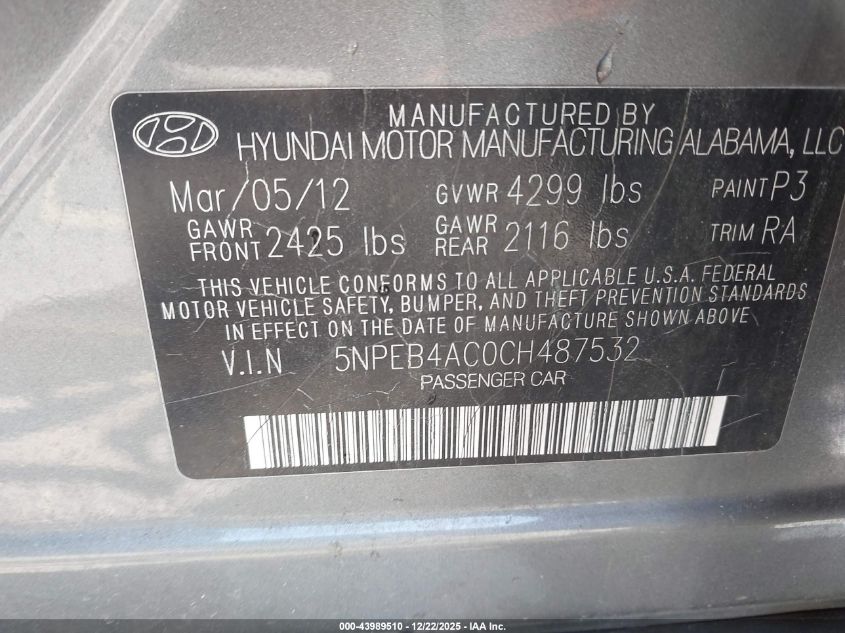 MANUFACTURED BY
HYUNDAI MOTOR MANUFACTURING ALABAMA, LLC
Mar/05/12 GVWR 4299 lbs PAINT P3
GAWR FRONT 2425 lbs GAWR REAR 2116 lbs TRIM RA
THIS VEHICLE CONFORMS TO ALL APPLICABLE U.S.A. FEDERAL
MOTOR VEHICLE SAFETY, BUMPER, AND THEFT PREVENTION STANDARDS
IN EFFECT ON THE DATE OF MANUFACTURE SHOWN ABOVE
V.I.N 5NPEB4AC0CH487532
PASSENGER CAR
000-43989510 - 12/22/2025 - IAA Inc.